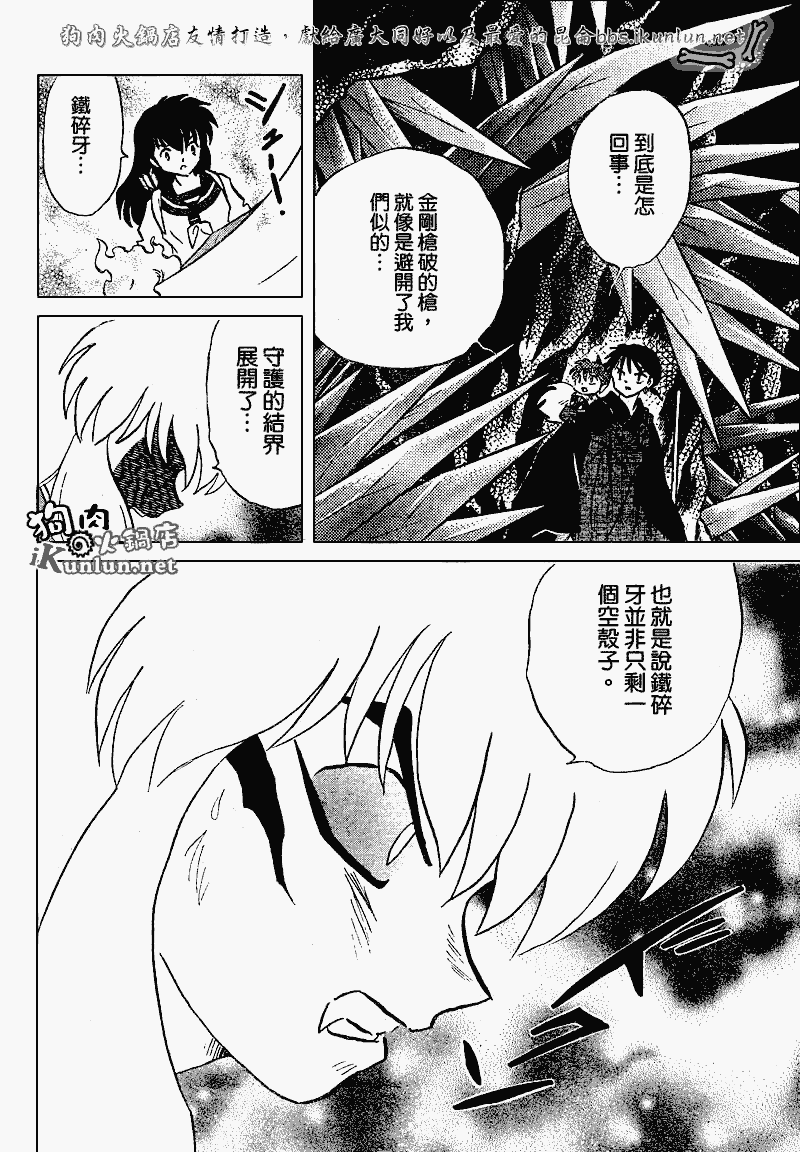 狗肉火鍋店友情打造，獻給廣大同好以及最愛的昆侖bbs.ikunlun.net
到底是怎
回事…
金剛槍破的槍，
就像是避開了我
們似的…
シュー
鐵碎牙…
守護的結界
展開了…
狗肉
火鍋店
iKunlun.net
也就是說鐵碎
牙並非只剩一
個空殼子。